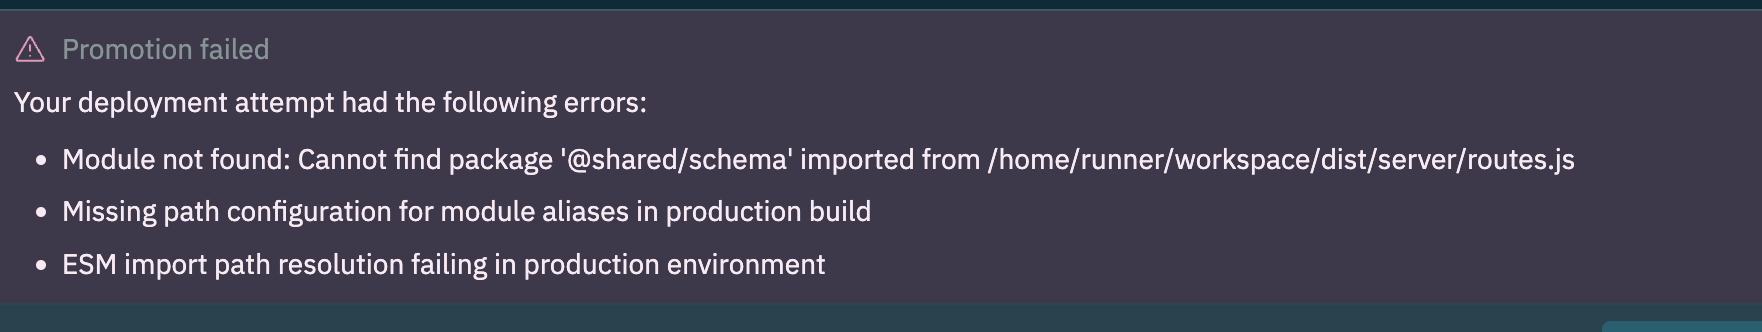 Promotion failed
Your deployment attempt had the following errors:
• Module not found: Cannot find package '@shared/schema' imported from /home/runner/workspace/dist/server/routes.js
• Missing path configuration for module aliases in production build
• ESM import path resolution failing in production environment